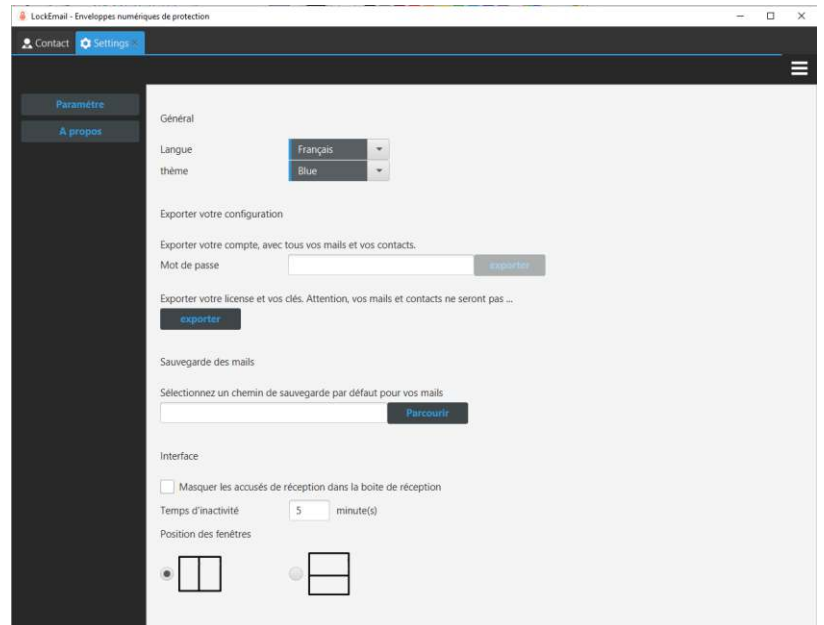 LockEmail - Enveloppes numériques de protection
Contact Settings
Paramétre
A propos
Général
Langue Français
thème Blue
Exporter votre configuration
Exporter votre compte, avec tous vos mails et vos contacts.
Mot de passe exporter
Exporter votre license et vos clés. Attention, vos mails et contacts ne seront pas ...
exporter
Sauvegarde des mails
Sélectionnez un chemin de sauvegarde par défaut pour vos mails
Parcourir
Interface
Masquer les accusés de réception dans la boite de réception
Temps d'inactivité 5 minute(s)
Position des fenêtres